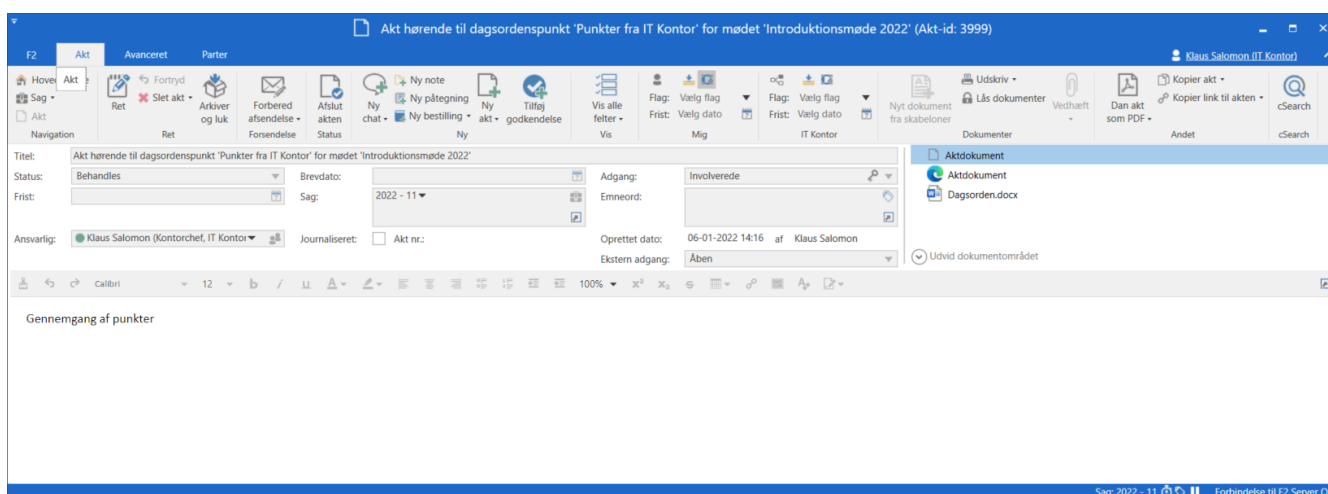 Akt hørende til dagsordenspunkt 'Punkter fra IT Kontor' for mødet 'Introduktionsmøde 2022' (Akt-id: 3999)
F2 Akt Avanceret Parter Klaus Salomon (IT Kontor)
Akt
Sag
Akt
Navigation
Ret
Fortryd
Slet akt
Arkiver og luk
Ret
Forbered afsendelse
Forsendelse
Afslut akten
Status
Ny chat
Ny note
Ny påtegning
Ny bestilling
Ny akt
Tilføj godkendelse
Ny
Vis alle felter
Vis
Flag: Vælg flag
Frist: Vælg dato
Mig
Flag: Vælg flag
Frist: Vælg dato
IT Kontor
Nyt dokument fra skabeloner
Udskriv
Lås dokumenter
Vedhæft
Dokumenter
Dan akt som PDF
Kopier akt
Kopier link til akten
Andet
cSearch
cSearch
Titel: Akt hørende til dagsordenspunkt 'Punkter fra IT Kontor' for mødet 'Introduktionsmøde 2022'
Status: Behandles Brevdato: Adgang: Involverede
Frist: Sag: 2022 - 11 Emneord:
Ansvarlig: Klaus Salomon (Kontorchef, IT Kontor Journaliseret: Akt nr.: Oprettet dato: 06-01-2022 14:16 af Klaus Salomon
Ekstern adgang: Åben
Aktdokument
Aktdokument
Dagsorden.docx
Udvid dokumentområdet
Calibri 12 b i u A 100% x² x₂ S
Gennemgang af punkter
Sag: 2022 - 11 Forbindelse til F2 Server O